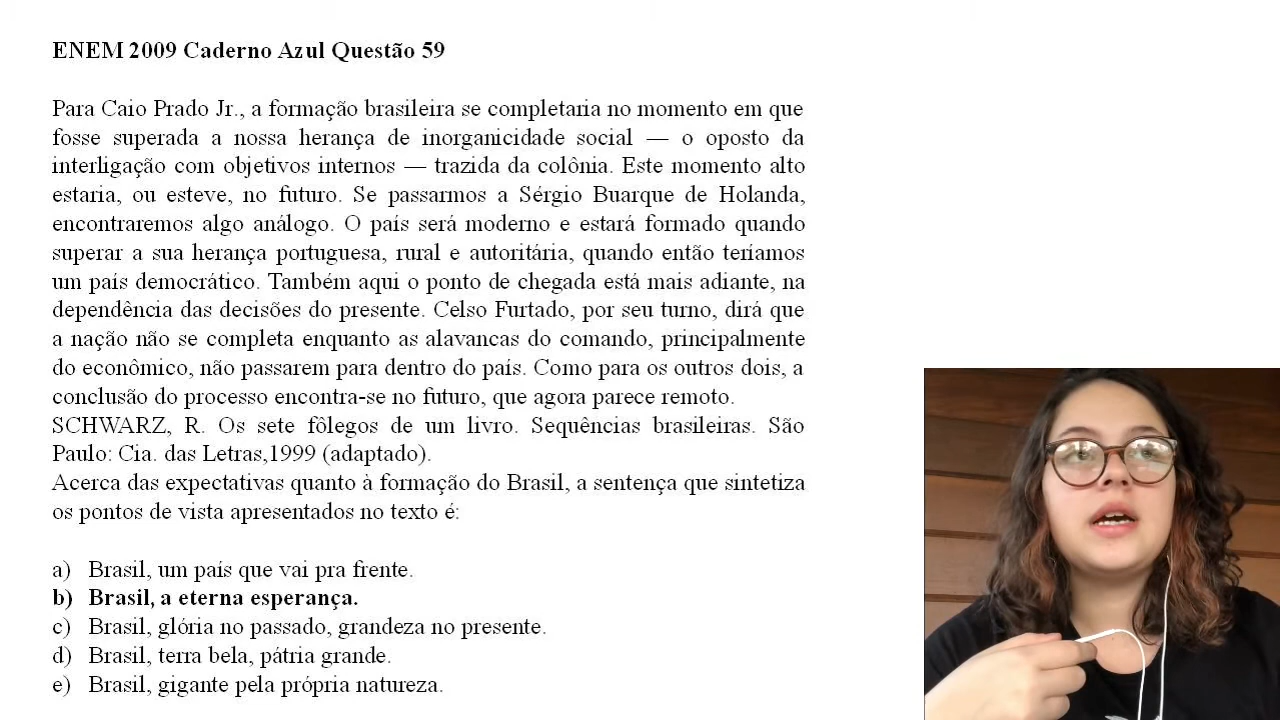 ENEM 2009 Caderno Azul Questão 59
Para Caio Prado Jr., a formação brasileira se completaria no momento em que
fosse superada a nossa herança de inorganicidade social — o oposto da
interligação com objetivos internos — trazida da colônia. Este momento alto
estaria, ou esteve, no futuro. Se passarmos a Sérgio Buarque de Holanda,
encontraremos algo análogo. O país será moderno e estará formado quando
superar a sua herança portuguesa, rural e autoritária, quando então teríamos
um país democrático. Também aqui o ponto de chegada está mais adiante, na
dependência das decisões do presente. Celso Furtado, por seu turno, dirá que
a nação não se completa enquanto as alavancas do comando, principalmente
do econômico, não passarem para dentro do país. Como para os outros dois, a
conclusão do processo encontra-se no futuro, que agora parece remoto.
SCHWARZ, R. Os sete fôlegos de um livro. Sequências brasileiras. São
Paulo: Cia. das Letras,1999 (adaptado).
Acerca das expectativas quanto à formação do Brasil, a sentença que sintetiza
os pontos de vista apresentados no texto é:
a) Brasil, um país que vai pra frente.
b) Brasil, a eterna esperança.
c) Brasil, glória no passado, grandeza no presente.
d) Brasil, terra bela, pátria grande.
e) Brasil, gigante pela própria natureza.